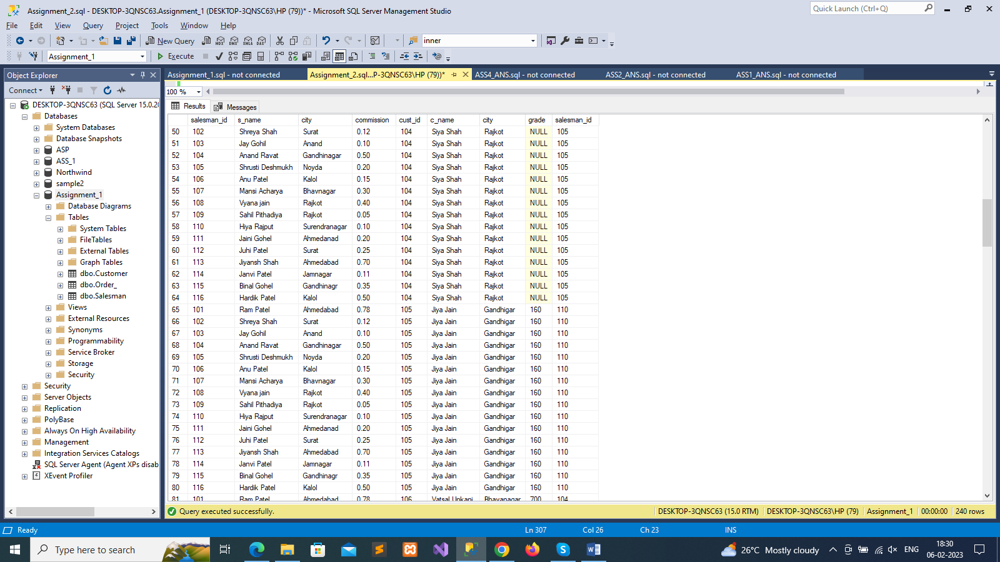 Assignment_2.sql - DESKTOP-3QNSC63.Assignment_1 (DESKTOP-3QNSC63\HP (79))* - Microsoft SQL Server Management Studio
Quick Launch (Ctrl+Q)
File Edit View Query Project Tools Window Help
New Query MDX DMX XMLA DAX inner
Assignment_1 Execute
Object Explorer
Assignment_1.sql - not connected
Assignment_2.sql...P-3QNSC63\HP (79))*
ASS4_ANS.sql - not connected
ASS2_ANS.sql - not connected
ASS1_ANS.sql - not connected
Connect
DESKTOP-3QNSC63 (SQL Server 15.0.20
Databases
System Databases
Database Snapshots
ASP
ASS_1
Northwind
sample2
Assignment_1
Database Diagrams
Tables
System Tables
FileTables
External Tables
Graph Tables
dbo.Customer
dbo.Order_
dbo.Salesman
Views
External Resources
Synonyms
Programmability
Service Broker
Storage
Security
Security
Server Objects
Replication
PolyBase
Always On High Availability
Management
Integration Services Catalogs
SQL Server Agent (Agent XPs disab
XEvent Profiler
100 %
Results Messages
salesman_id s_name city commission cust_id c_name city grade salesman_id
50 102 Shreya Shah Surat 0.12 104 Siya Shah Rajkot NULL 105
51 103 Jay Gohil Anand 0.10 104 Siya Shah Rajkot NULL 105
52 104 Anand Ravat Gandhinagar 0.50 104 Siya Shah Rajkot NULL 105
53 105 Shrusti Deshmukh Noyda 0.20 104 Siya Shah Rajkot NULL 105
54 106 Anu Patel Kalol 0.15 104 Siya Shah Rajkot NULL 105
55 107 Mansi Acharya Bhavnagar 0.30 104 Siya Shah Rajkot NULL 105
56 108 Vyana jain Rajkot 0.40 104 Siya Shah Rajkot NULL 105
57 109 Sahil Pithadiya Rajkot 0.05 104 Siya Shah Rajkot NULL 105
58 110 Hiya Rajput Surendranagar 0.10 104 Siya Shah Rajkot NULL 105
59 111 Jaini Gohel Ahmedanad 0.20 104 Siya Shah Rajkot NULL 105
60 112 Juhi Patel Surat 0.25 104 Siya Shah Rajkot NULL 105
61 113 Jiyansh Shah Ahmedabad 0.70 104 Siya Shah Rajkot NULL 105
62 114 Janvi Patel Jamnagar 0.11 104 Siya Shah Rajkot NULL 105
63 115 Binal Gohel Gandhinagr 0.35 104 Siya Shah Rajkot NULL 105
64 116 Hardik Patel Kalol 0.50 104 Siya Shah Rajkot NULL 105
65 101 Ram Patel Ahmedabad 0.78 105 Jiya Jain Gandhigar 160 110
66 102 Shreya Shah Surat 0.12 105 Jiya Jain Gandhigar 160 110
67 103 Jay Gohil Anand 0.10 105 Jiya Jain Gandhigar 160 110
68 104 Anand Ravat Gandhinagar 0.50 105 Jiya Jain Gandhigar 160 110
69 105 Shrusti Deshmukh Noyda 0.20 105 Jiya Jain Gandhigar 160 110
70 106 Anu Patel Kalol 0.15 105 Jiya Jain Gandhigar 160 110
71 107 Mansi Acharya Bhavnagar 0.30 105 Jiya Jain Gandhigar 160 110
72 108 Vyana jain Rajkot 0.40 105 Jiya Jain Gandhigar 160 110
73 109 Sahil Pithadiya Rajkot 0.05 105 Jiya Jain Gandhigar 160 110
74 110 Hiya Rajput Surendranagar 0.10 105 Jiya Jain Gandhigar 160 110
75 111 Jaini Gohel Ahmedanad 0.20 105 Jiya Jain Gandhigar 160 110
76 112 Juhi Patel Surat 0.25 105 Jiya Jain Gandhigar 160 110
77 113 Jiyansh Shah Ahmedabad 0.70 105 Jiya Jain Gandhigar 160 110
78 114 Janvi Patel Jamnagar 0.11 105 Jiya Jain Gandhigar 160 110
79 115 Binal Gohel Gandhinagr 0.35 105 Jiya Jain Gandhigar 160 110
80 116 Hardik Patel Kalol 0.50 105 Jiya Jain Gandhigar 160 110
81 101 Ram Patel Ahmedabad 0.78 106 Vatsal Bhavanagar 700 104
Query executed successfully.
DESKTOP-3QNSC63 (15.0 RTM) DESKTOP-3QNSC63\HP (79) Assignment_1 00:00:00 240 rows
Ready Ln 307 Col 26 Ch 23 INS
Type here to search
26°C Mostly cloudy ENG 18:30
06-02-2023